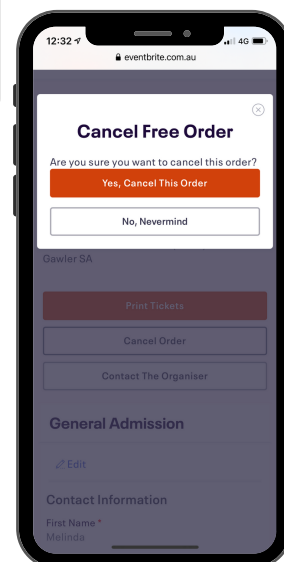 12:32
4G
eventbrite.com.au
Cancel Free Order
Are you sure you want to cancel this order?
Yes, Cancel This Order
No, Nevermind
Gawler SA
Print Tickets
Cancel Order
Contact The Organiser
General Admission
Edit
Contact Information
First Name *
Melinda